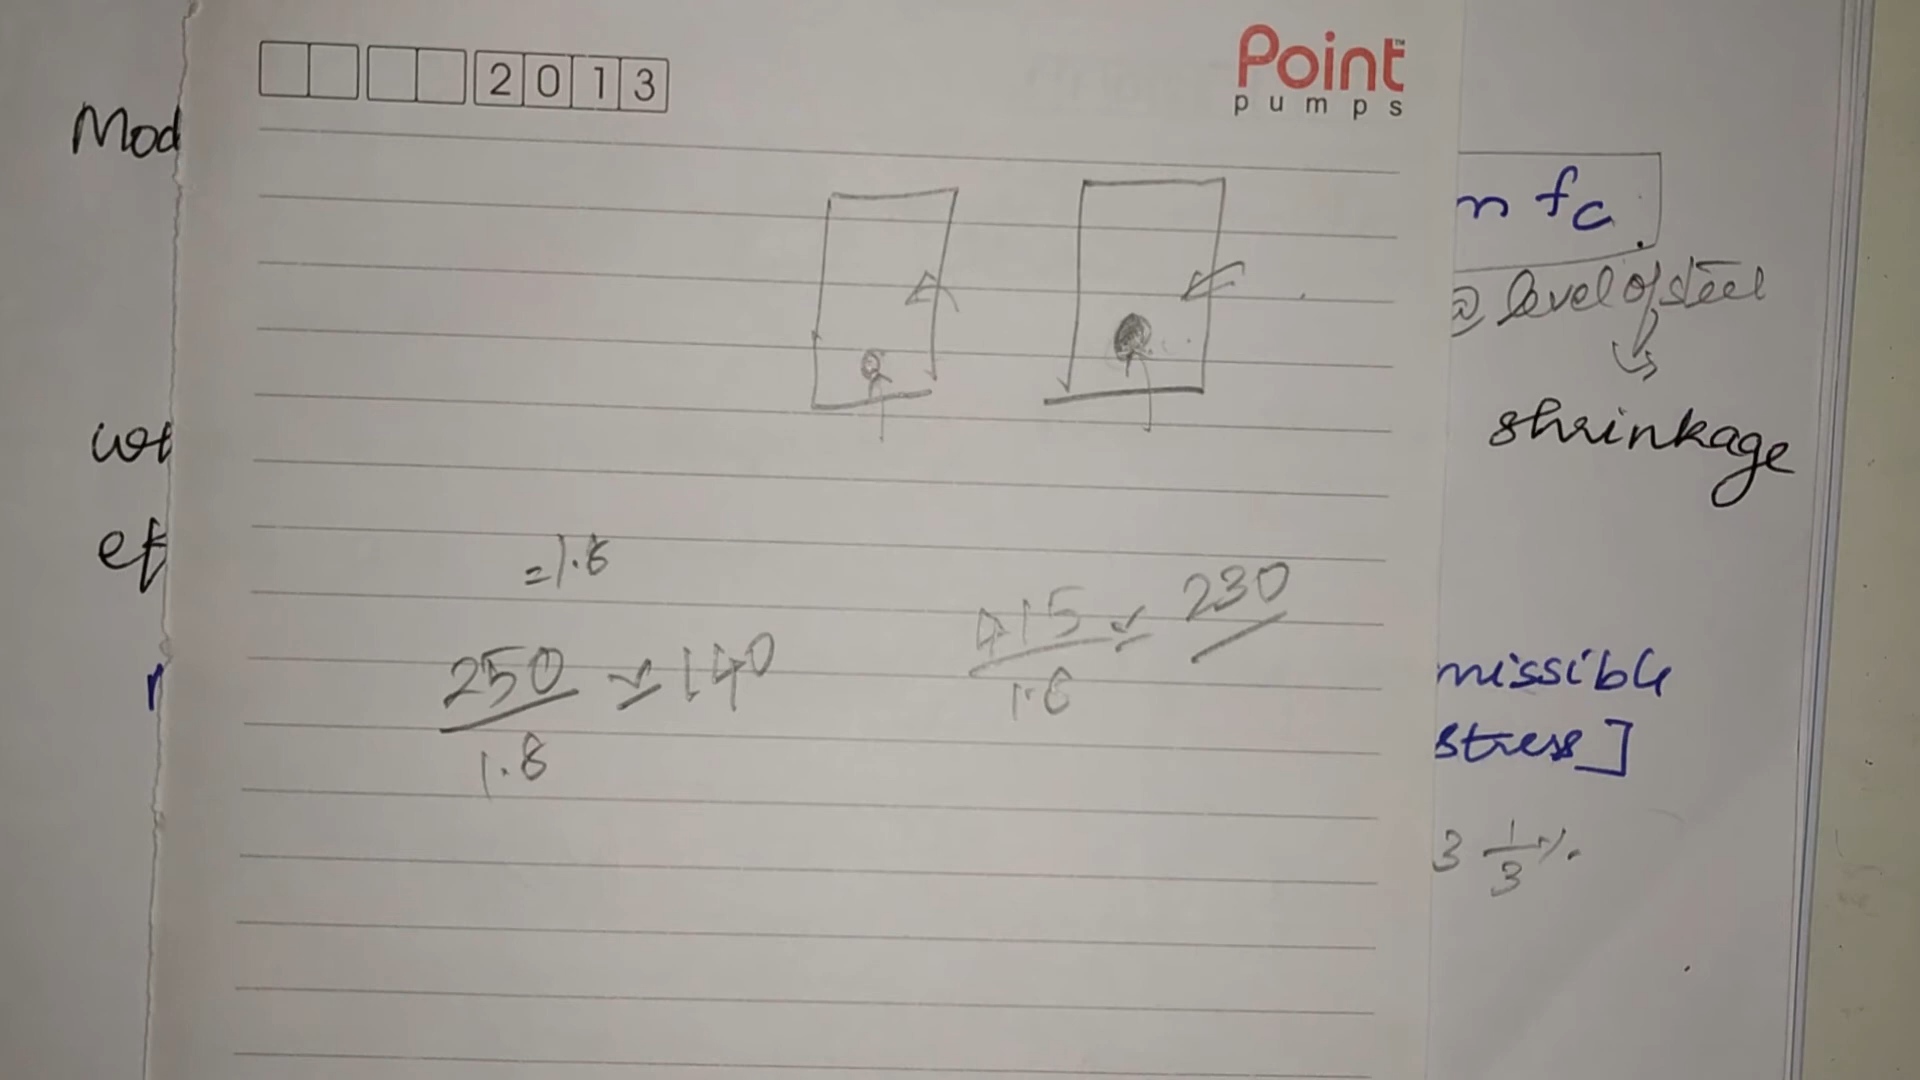 2013
Point
pumps
Mod
m fc.
@ level of steel
shrinkage
wor
ef
=1.8
250 ≃ 140
1.8
415 ≃ 230
1.8
missible
stress]
3 1/3 %.